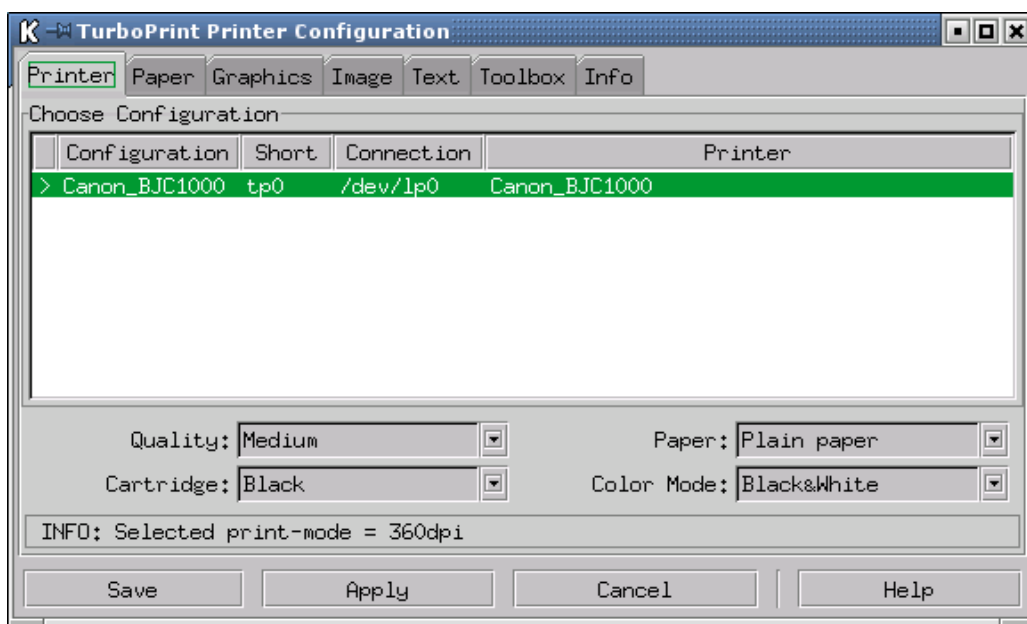 TurboPrint Printer Configuration
Printer Paper Graphics Image Text Toolbox Info
Choose Configuration
Configuration Short Connection Printer
> Canon_BJC1000 tp0 /dev/lp0 Canon_BJC1000
Quality: Medium Paper: Plain paper
Cartridge: Black Color Mode: Black&White
INFO: Selected print-mode = 360dpi
Save Apply Cancel Help